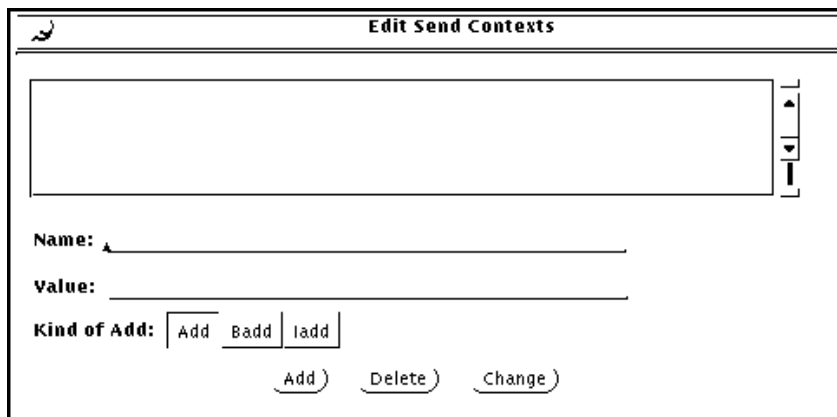 Edit Send Contexts
Name:
Value:
Kind of Add: Add Badd Iadd
Add Delete Change